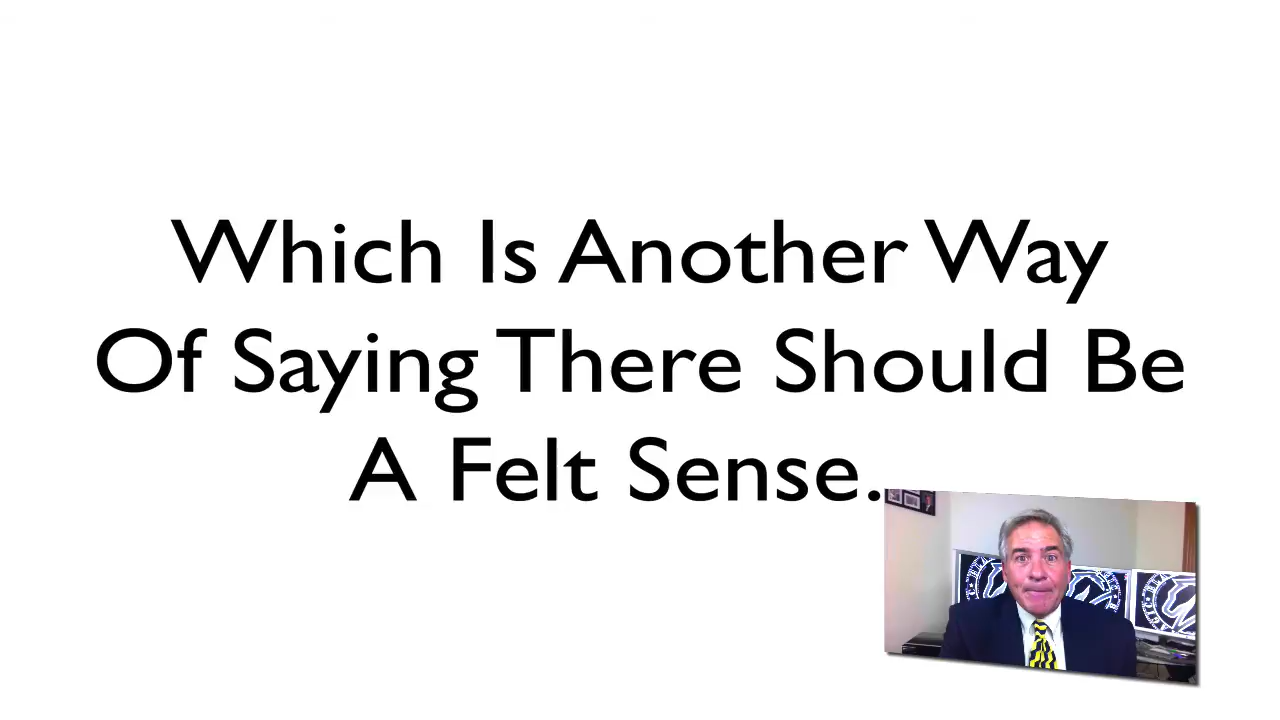 Which Is Another Way
Of Saying There Should Be
A Felt Sense.